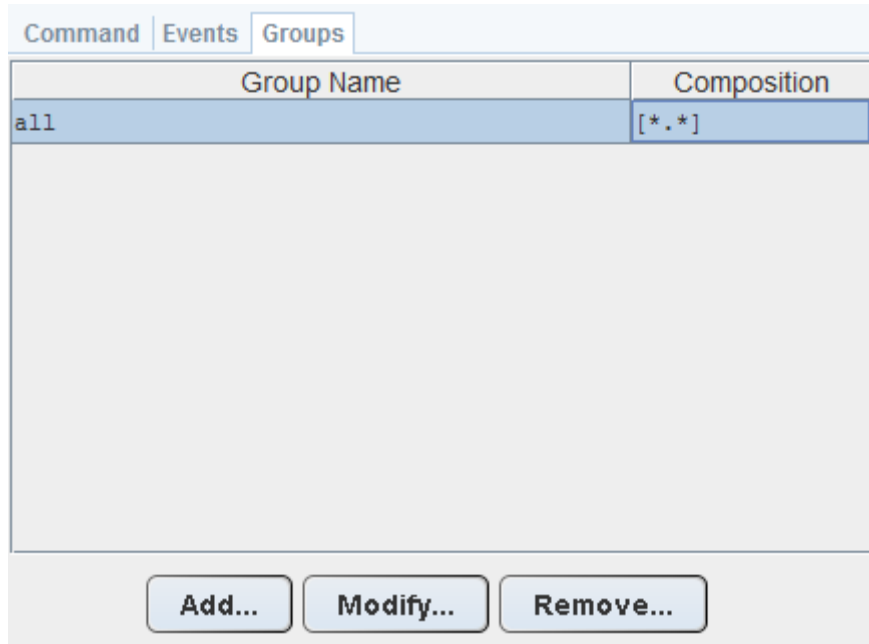 Command Events Groups
Group Name Composition
all [*.*]
Add... Modify... Remove...